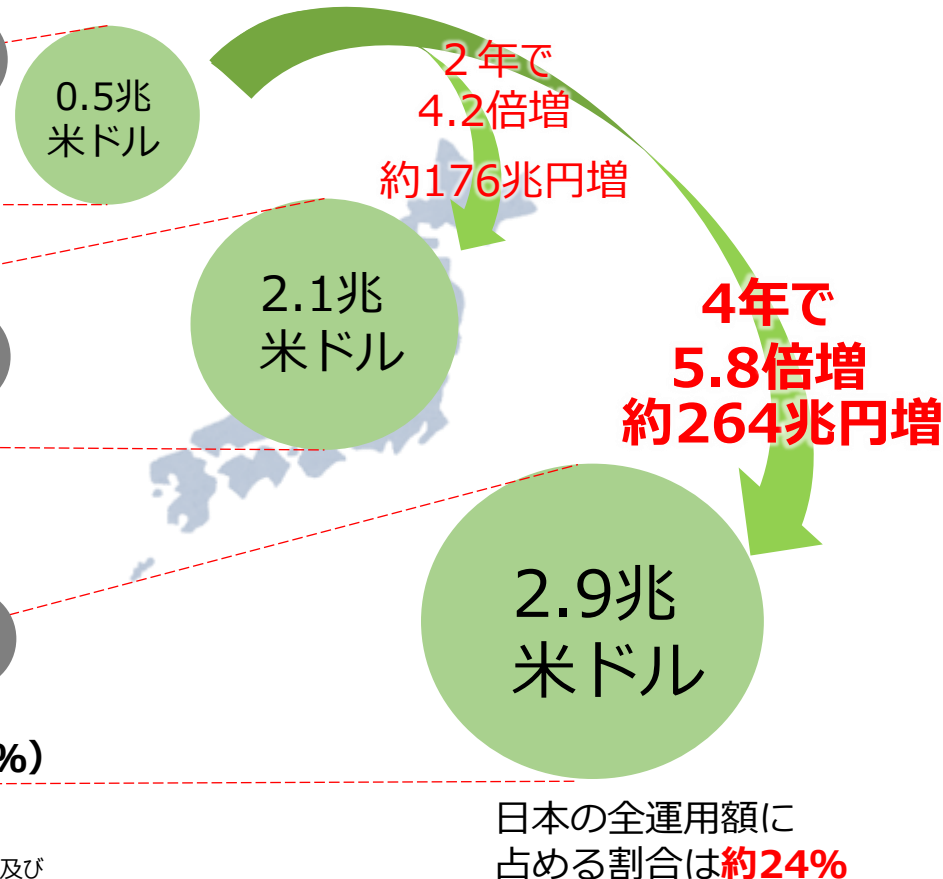 0.5兆
米ドル
2年で
4.2倍増
約176兆円増
2.1兆
米ドル
4年で
5.8倍増
約264兆円増
2.9兆
米ドル
%)
日本の全運用額に
占める割合は約24%
及び